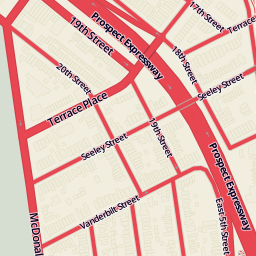 17th Street
Terrace
19th Street
Prospect Expressway
18th Street
20th Street
Seeley Street
Terrace Place
19th Street
Seeley Street
Prospect Expressway
Vanderbilt Street
East 5th Street
McDonal